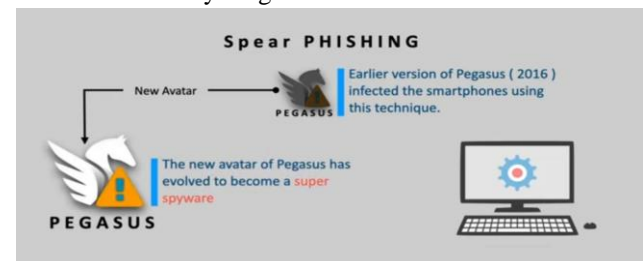 Spear PHISHING
Earlier version of Pegasus ( 2016 )
infected the smartphones using
this technique.
New Avatar
PEGASUS
The new avatar of Pegasus has
evolved to become a super
spyware
PEGASUS